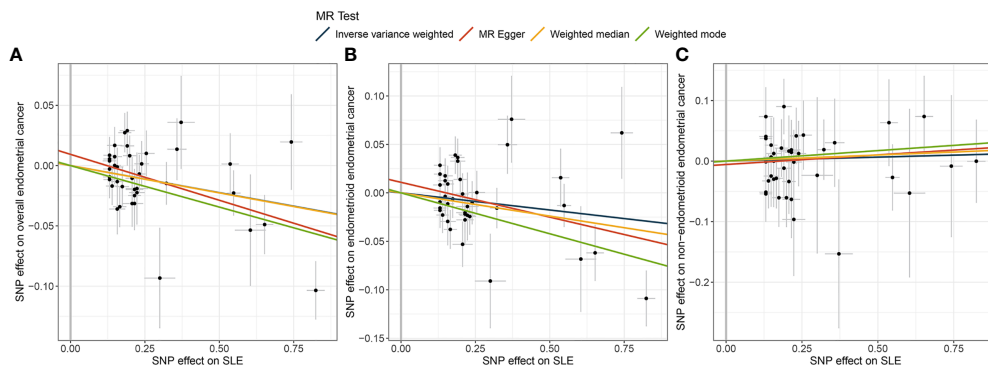 MR Test
Inverse variance weighted MR Egger Weighted median Weighted mode
A
SNP effect on overall endometrial cancer
0.05
0.00
−0.05
−0.10
0.00 0.25 0.50 0.75
SNP effect on SLE
B
SNP effect on endometrioid endometrial cancer
0.10
0.05
0.00
−0.05
−0.10
−0.15
0.00 0.25 0.50 0.75
SNP effect on SLE
C
SNP effect on non−endometrioid endometrial cancer
0.1
0.0
−0.1
−0.2
0.00 0.25 0.50 0.75
SNP effect on SLE